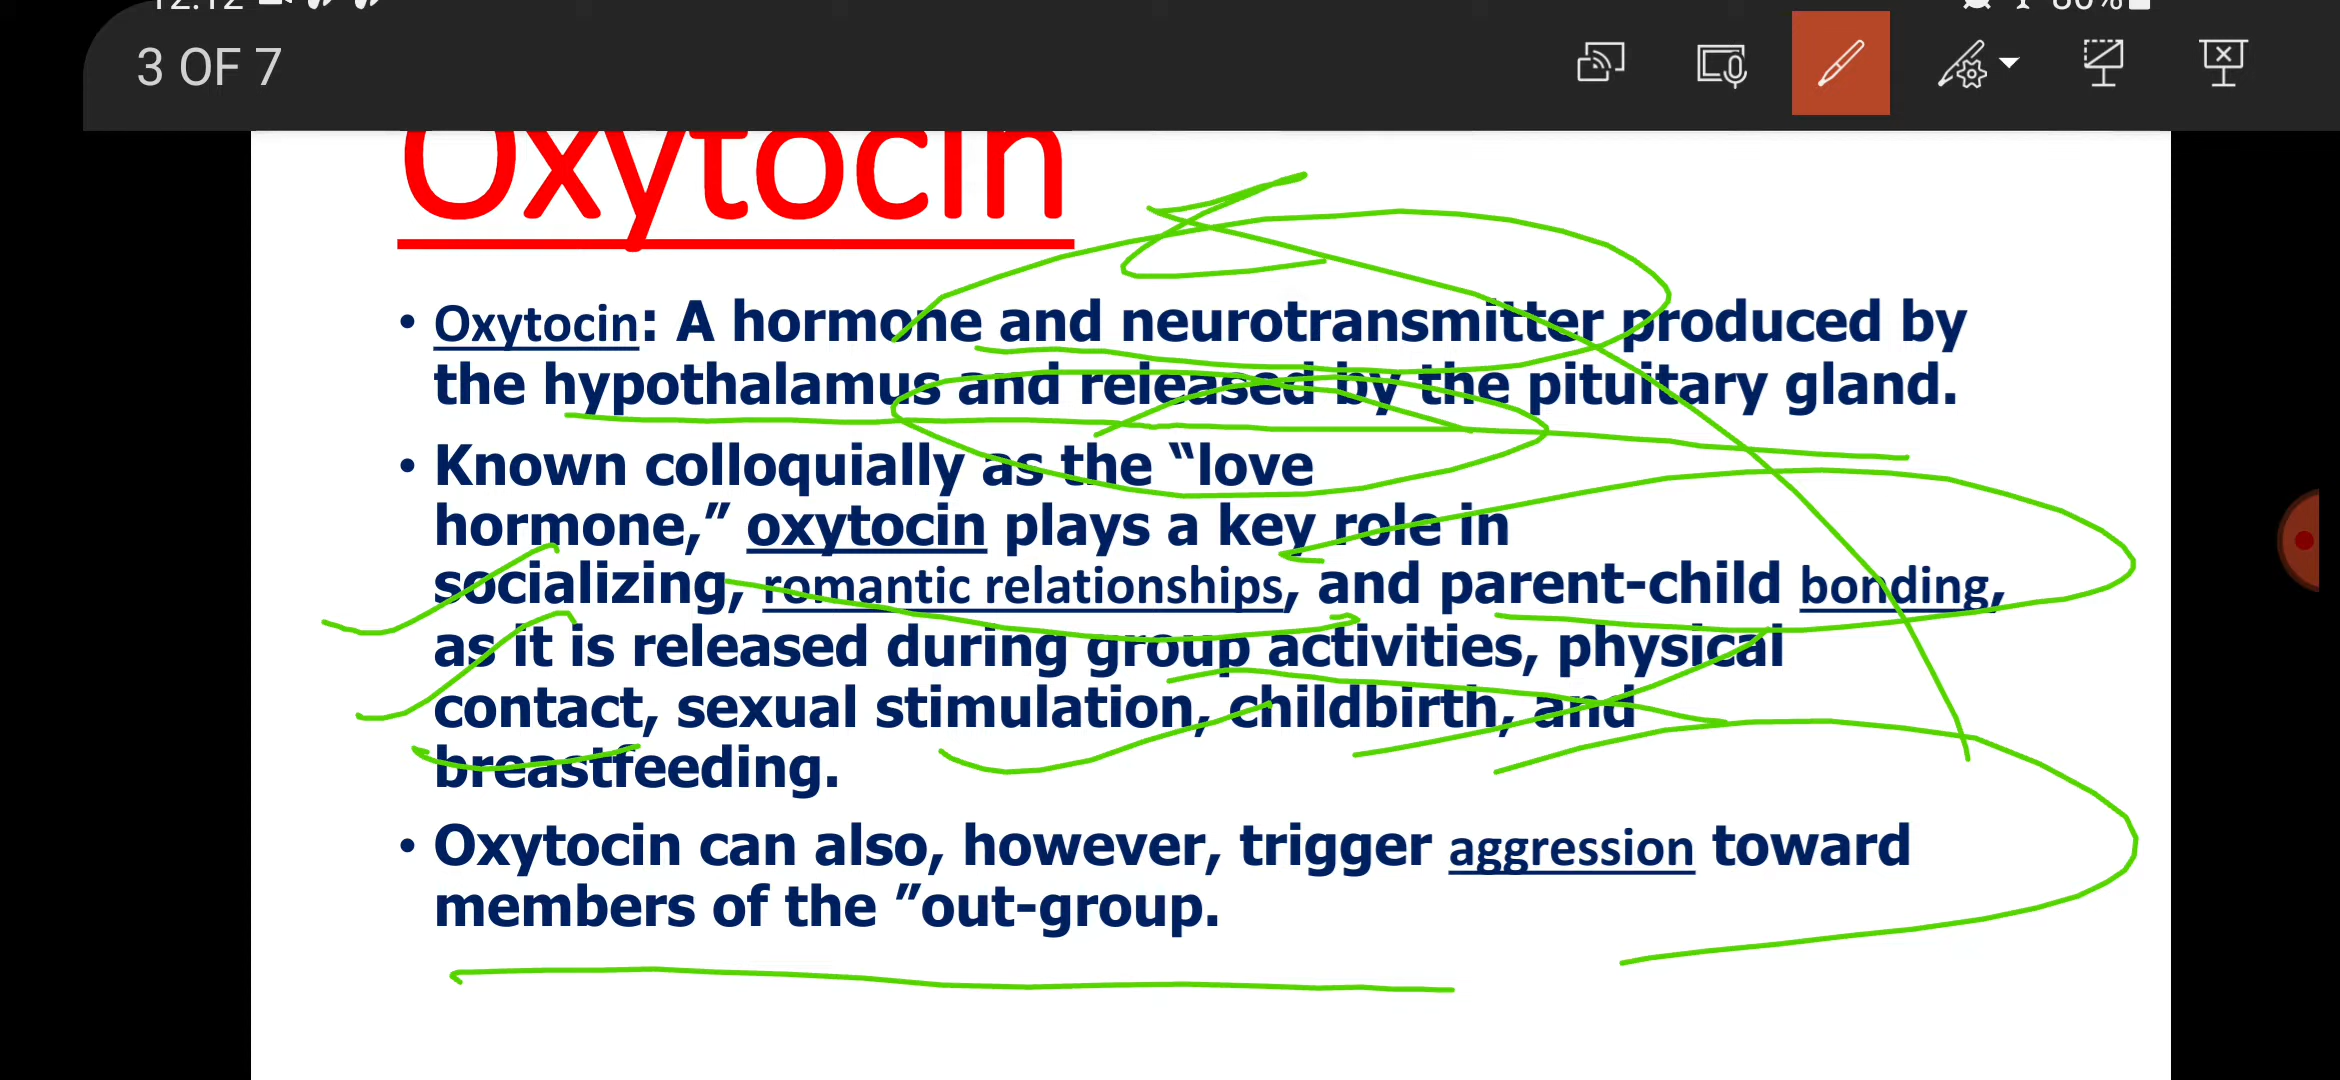 3 OF 7
Oxytocin
• Oxytocin: A hormone and neurotransmitter produced by
the hypothalamus and released by the pituitary gland.
• Known colloquially as the “love
hormone,” oxytocin plays a key role in
socializing, romantic relationships, and parent-child bonding,
as it is released during group activities, physical
contact, sexual stimulation, childbirth, and
breastfeeding.
• Oxytocin can also, however, trigger aggression toward
members of the ”out-group.